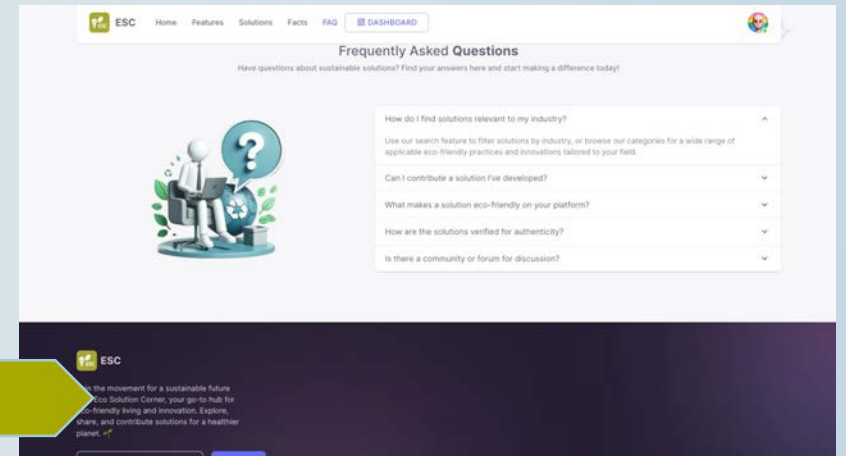 ESC Home Features Solutions Facts FAQ DASHBOARD
Frequently Asked Questions
Have questions about sustainable solutions? Find your answers here and start making a difference today!
How do I find solutions relevant to my industry?
Use our search feature to filter solutions by industry, or browse our categories for a wide range of
applicable eco-friendly practices and innovations tailored to your field.
Can I contribute a solution I've developed?
What makes a solution eco-friendly on your platform?
How are the solutions verified for authenticity?
Is there a community or forum for discussion?
ESC
the movement for a sustainable future
Eco Solution Corner, your go-to hub for
eco-friendly living and innovation. Explore,
share, and contribute solutions for a healthier
planet.